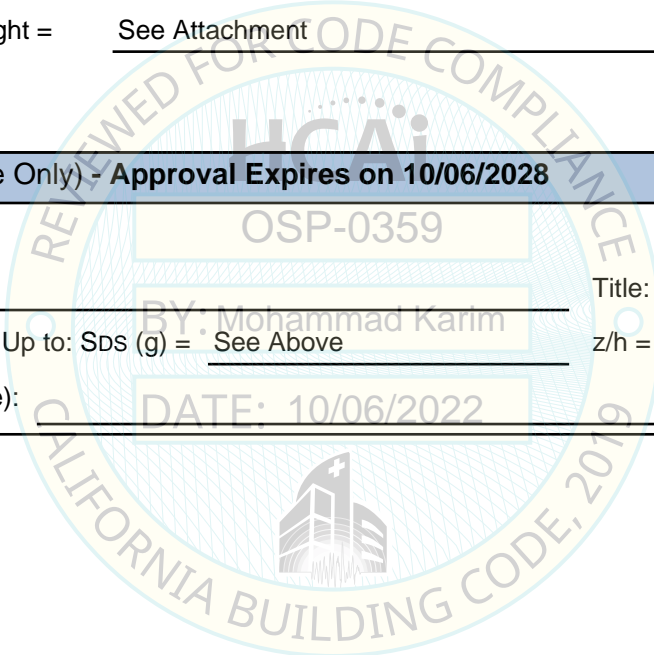 ght = See Attachment
REVIEWED FOR CODE COMPLIANCE
HCAi
e Only) - Approval Expires on 10/06/2028
OSP-0359
Title:
BY: Mohammad Karim
Up to: SDS (g) = See Above z/h =
e):
DATE: 10/06/2022
CALIFORNIA BUILDING CODE, 2019